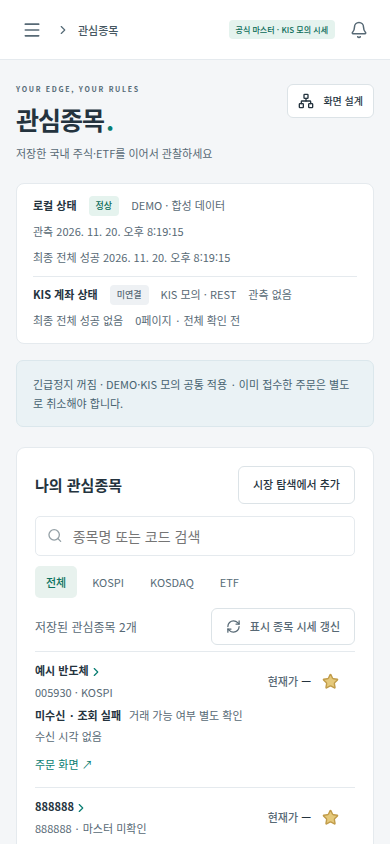 관심종목
공식 마스터 · KIS 모의 시세
YOUR EDGE, YOUR RULES
관심종목.
화면 설계
저장한 국내 주식·ETF를 이어서 관찰하세요
로컬 상태 정상 DEMO · 합성 데이터
관측 2026. 11. 20. 오후 8:19:15
최종 전체 성공 2026. 11. 20. 오후 8:19:15
KIS 계좌 상태 미연결 KIS 모의 · REST 관측 없음
최종 전체 성공 없음 0페이지 · 전체 확인 전
긴급정지 꺼짐 · DEMO·KIS 모의 공통 적용 · 이미 접수한 주문은 별도
로 취소해야 합니다.
나의 관심종목
시장 탐색에서 추가
종목명 또는 코드 검색
전체 KOSPI KOSDAQ ETF
저장된 관심종목 2개
표시 종목 시세 갱신
예시 반도체
005930 · KOSPI
현재가 —
미수신 · 조회 실패 거래 가능 여부 별도 확인
수신 시각 없음
주문 화면 ↗
888888
888888 · 마스터 미확인
현재가 —